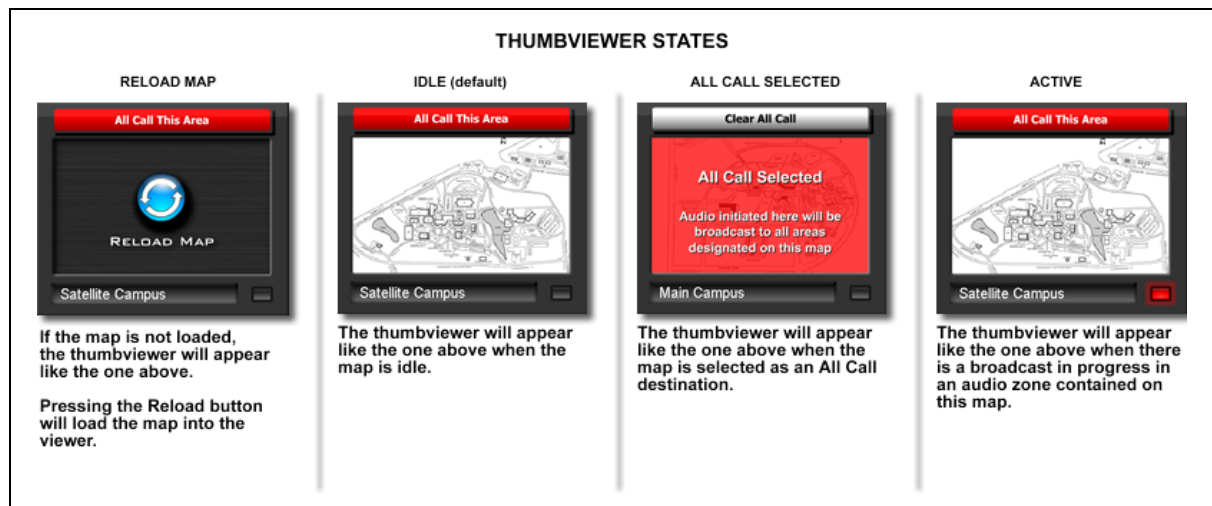 THUMBVIEWER STATES
RELOAD MAP
All Call This Area
RELOAD MAP
Satellite Campus
If the map is not loaded,
the thumbviewer will appear
like the one above.
Pressing the Reload button
will load the map into the
viewer.
IDLE (default)
All Call This Area
Satellite Campus
The thumbviewer will appear
like the one above when the
map is idle.
ALL CALL SELECTED
Clear All Call
All Call Selected
Audio initiated here will be
broadcast to all areas
designated on this map
Main Campus
The thumbviewer will appear
like the one above when the
map is selected as an All Call
destination.
ACTIVE
All Call This Area
Satellite Campus
The thumbviewer will appear
like the one above when there
is a broadcast in progress in
an audio zone contained on
this map.